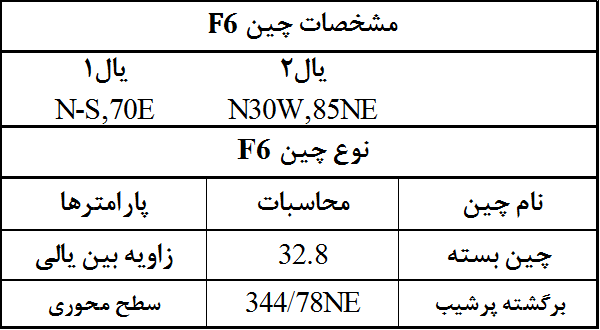 مشخصات چین F6
یال۲ یال۱
N30W,85NE N-S,70E
نوع چین F6
نام چین محاسبات پارامترها
چین بسته 32.8 زاویه بین یالی
برگشته پرشیب 344/78NE سطح محوری